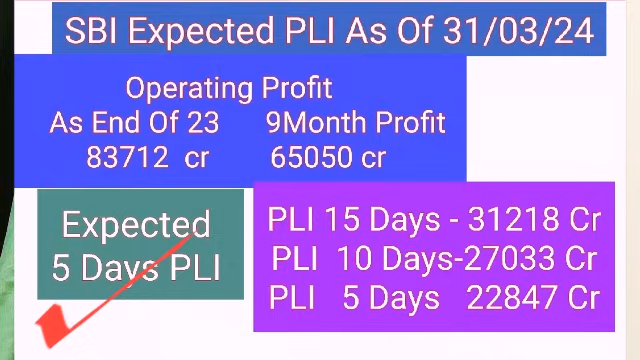 SBI Expected PLI As Of 31/03/24
Operating Profit
As End Of 23 9Month Profit
83712 cr 65050 cr
Expected
5 Days PLI
PLI 15 Days - 31218 Cr
PLI 10 Days-27033 Cr
PLI 5 Days 22847 Cr